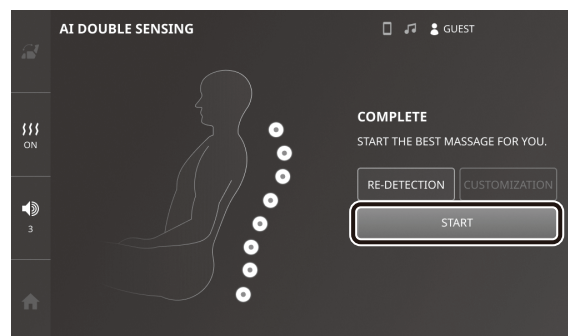 AI DOUBLE SENSING
GUEST
ON
3
COMPLETE
START THE BEST MASSAGE FOR YOU.
RE-DETECTION
CUSTOMIZATION
START